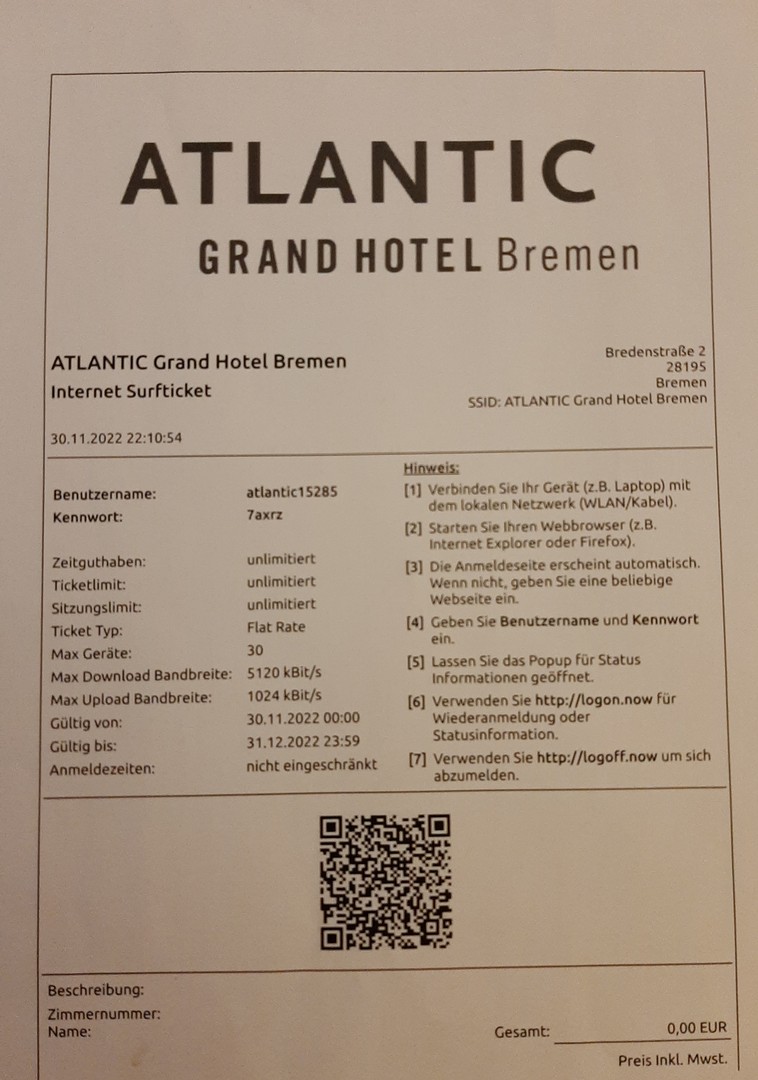 ATLANTIC
GRAND HOTEL Bremen
ATLANTIC Grand Hotel Bremen
Internet Surfticket
Bredenstraße 2
28195
Bremen
SSID: ATLANTIC Grand Hotel Bremen
30.11.2022 22:10:54
Benutzername: atlantic15285
Kennwort: 7axrz
Zeitguthaben: unlimitiert
Ticketlimit: unlimitiert
Sitzungslimit: unlimitiert
Ticket Typ: Flat Rate
Max Geräte: 30
Max Download Bandbreite: 5120 kBit/s
Max Upload Bandbreite: 1024 kBit/s
Gültig von: 30.11.2022 00:00
Gültig bis: 31.12.2022 23:59
Anmeldezeiten: nicht eingeschränkt
Hinweis:
[1] Verbinden Sie Ihr Gerät (z.B. Laptop) mit
dem lokalen Netzwerk (WLAN/Kabel).
[2] Starten Sie Ihren Webbrowser (z.B.
Internet Explorer oder Firefox).
[3] Die Anmeldeseite erscheint automatisch.
Wenn nicht, geben Sie eine beliebige
Webseite ein.
[4] Geben Sie Benutzername und Kennwort
ein.
[5] Lassen Sie das Popup für Status
Informationen geöffnet.
[6] Verwenden Sie http://logon.now für
Wiederanmeldung oder
Statusinformation.
[7] Verwenden Sie http://logoff.now um sich
abzumelden.
Beschreibung:
Zimmernummer:
Name:
Gesamt: 0,00 EUR
Preis Inkl. Mwst.